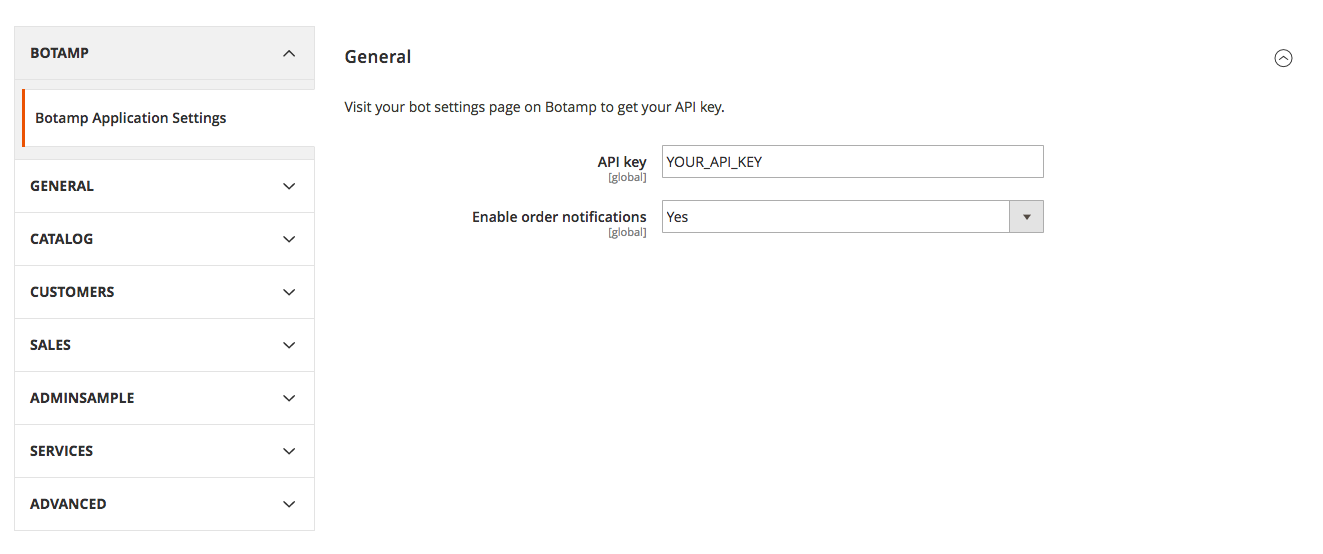 BOTAMP
Botamp Application Settings
GENERAL
CATALOG
CUSTOMERS
SALES
ADMINSAMPLE
SERVICES
ADVANCED
General
Visit your bot settings page on Botamp to get your API key.
API key YOUR_API_KEY
[global]
Enable order notifications Yes
[global]